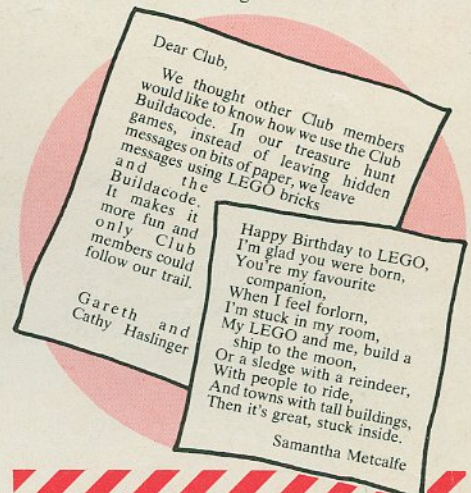 Dear Club,
We thought other Club members
would like to know how we use the Club
Buildacode. In our treasure hunt
games, instead of leaving hidden
messages on bits of paper, we leave
messages using LEGO bricks
and the
Buildacode.
It makes it
more fun and
only Club
members could
follow our trail.
Gareth and
Cathy Haslinger
Happy Birthday to LEGO,
I'm glad you were born,
You're my favourite
companion,
When I feel forlorn,
I'm stuck in my room,
My LEGO and me, build a
ship to the moon,
Or a sledge with a reindeer,
With people to ride,
And towns with tall buildings,
Then it's great, stuck inside.
Samantha Metcalfe